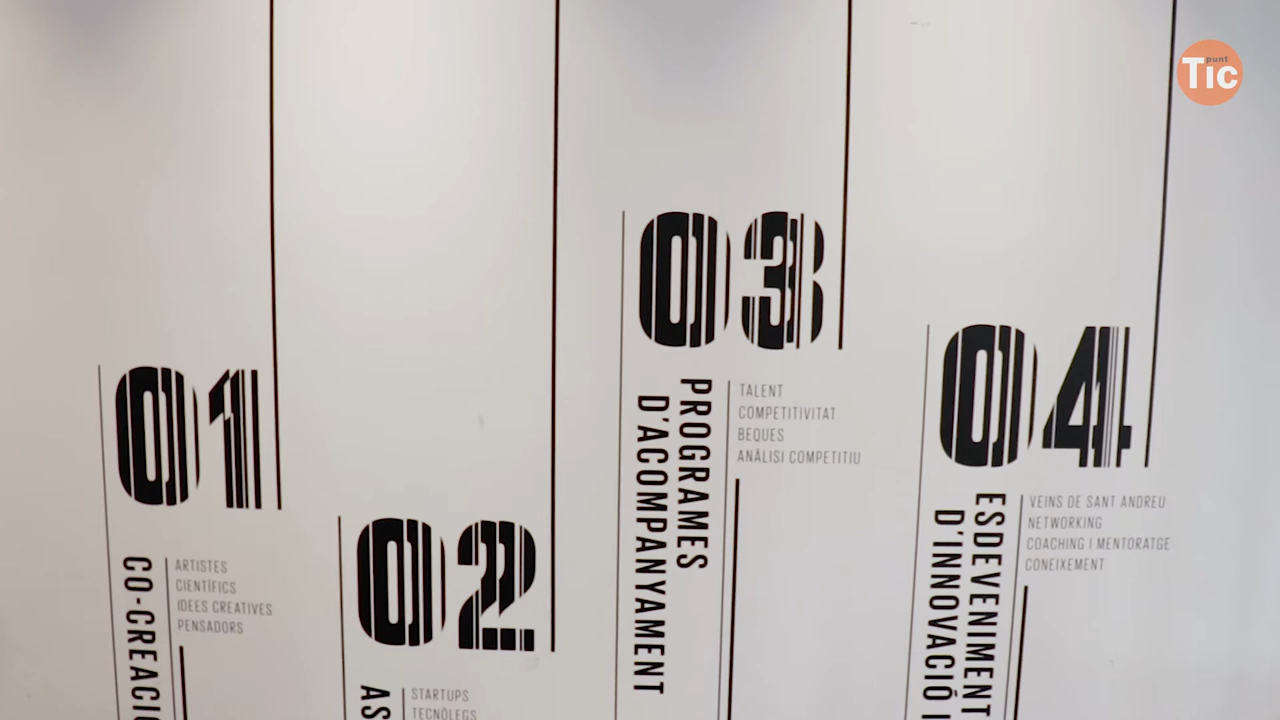 punt
Tic
01
CO-CREACIÓ
ARTISTES
CIENTÍFICS
IDEES CREATIVES
PENSADORS
02
STARTUPS
TECNÒLEGS
03
PROGRAMES
D'ACOMPANYAMENT
TALENT
COMPETITIVITAT
BEQUES
ANÀLISI COMPETITIU
04
ESDEVENIMENT
D'INNOVACIÓ I
VEINS DE SANT ANDREU
NETWORKING
COACHING I MENTORATGE
CONEIXEMENT